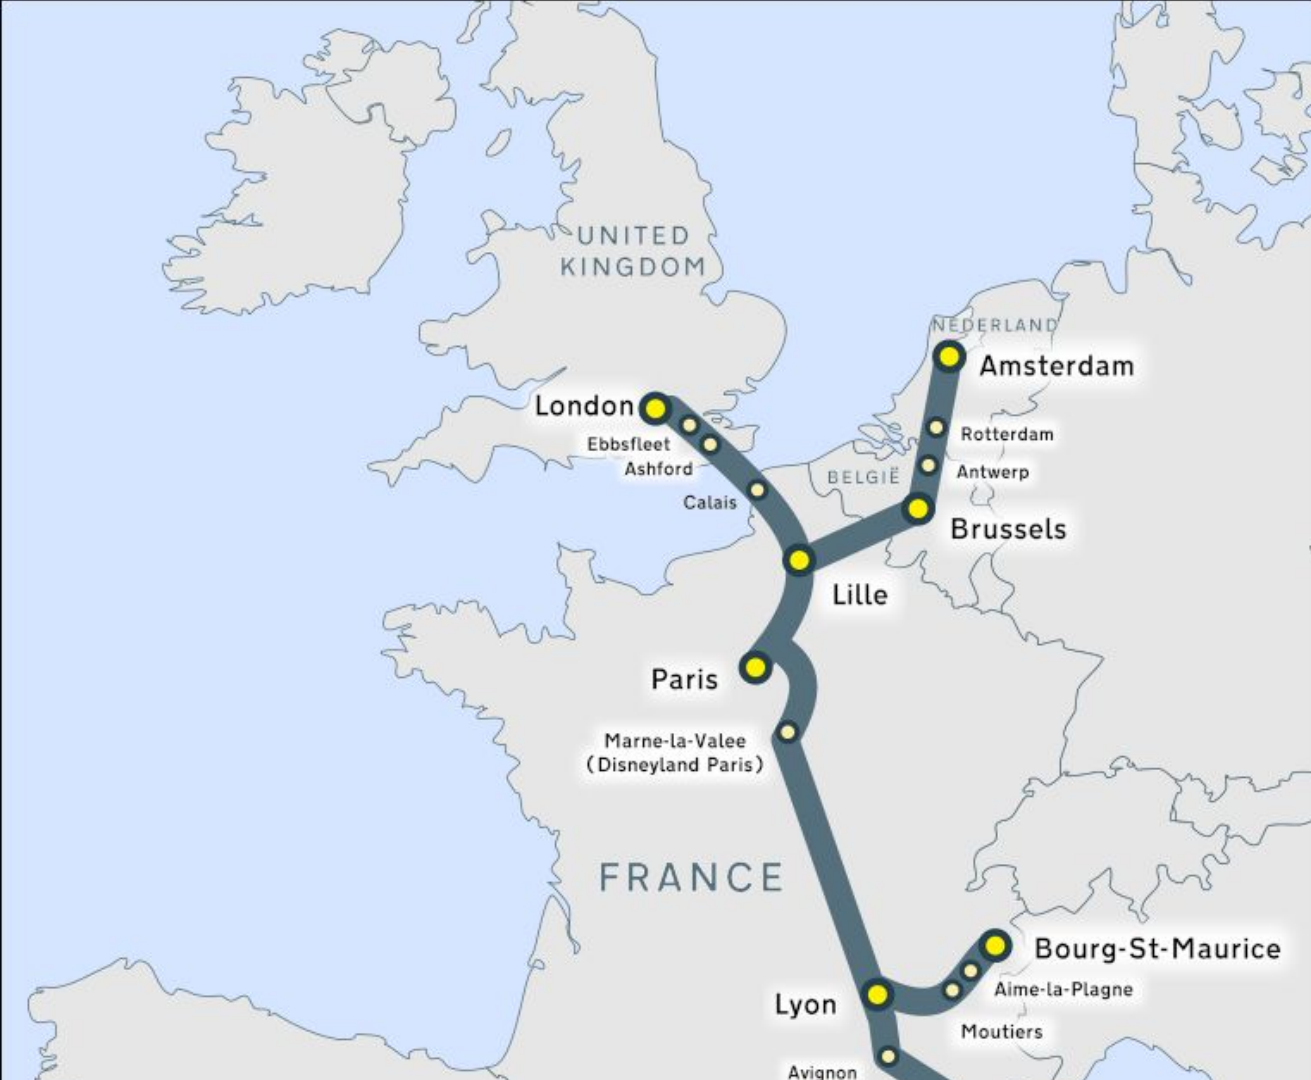 UNITED
KINGDOM
NEDERLAND
Amsterdam
London
Ebbsfleet
Rotterdam
Ashford
BELGIË
Antwerp
Calais
Brussels
Lille
Paris
Marne-la-Valee
(Disneyland Paris)
FRANCE
Bourg-St-Maurice
Aime-la-Plagne
Lyon
Moutiers
Avignon